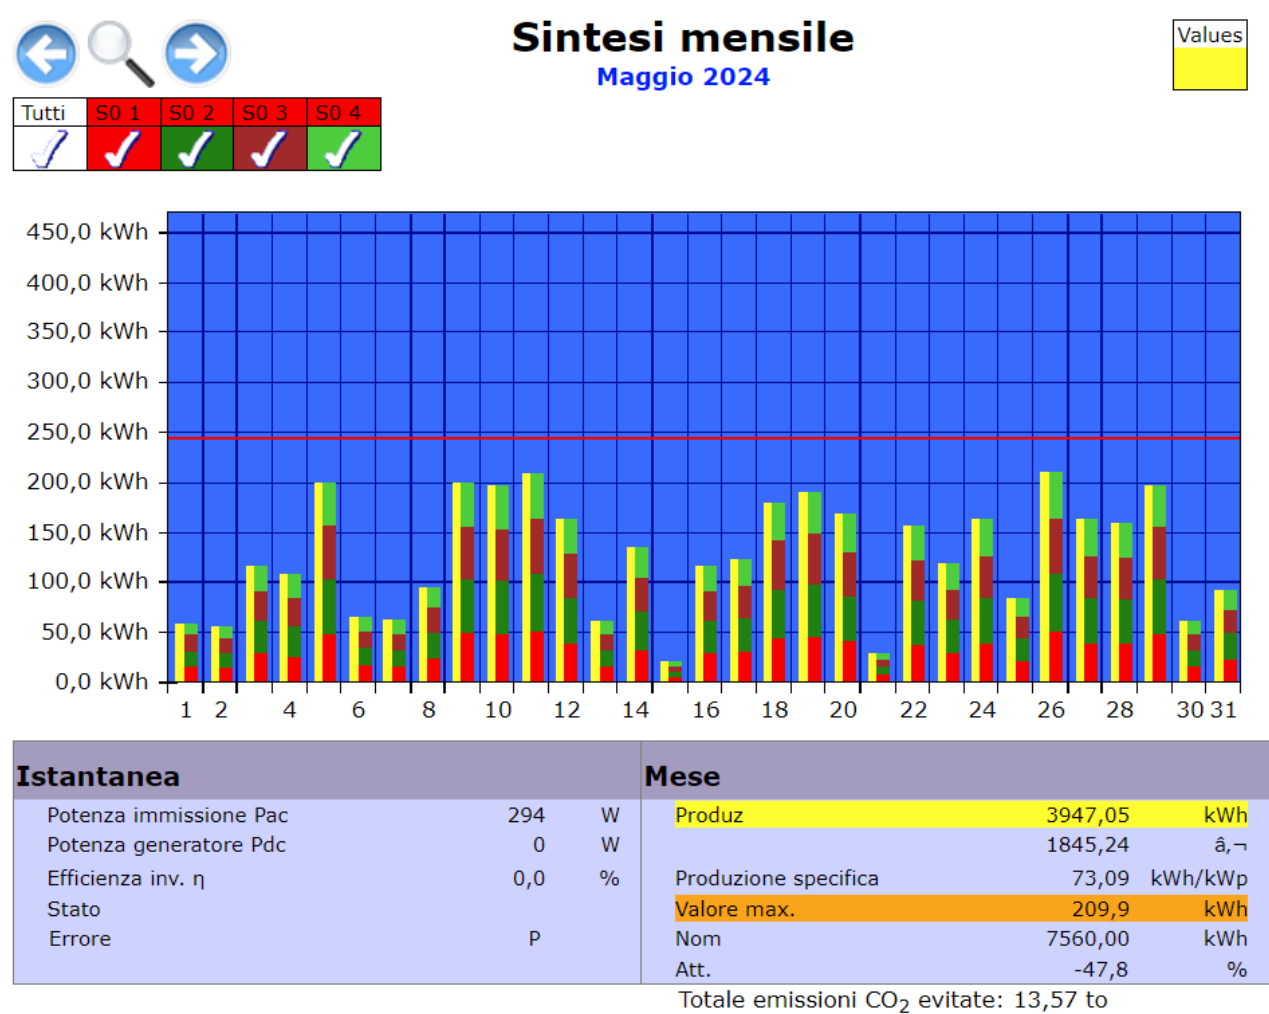 Sintesi mensile
Maggio 2024
Values
Tutti S0 1 S0 2 S0 3 S0 4
450,0 kWh
400,0 kWh
350,0 kWh
300,0 kWh
250,0 kWh
200,0 kWh
150,0 kWh
100,0 kWh
50,0 kWh
0,0 kWh
1 2 4 6 8 10 12 14 16 18 20 22 24 26 28 30 31
Istantanea
Potenza immissione Pac 294 W
Potenza generatore Pdc 0 W
Efficienza inv. η 0,0 %
Stato
Errore P
Mese
Produz 3947,05 kWh
1845,24 â‚¬
Produzione specifica 73,09 kWh/kWp
Valore max. 209,9 kWh
Nom 7560,00 kWh
Att. -47,8 %
Totale emissioni CO₂ evitate: 13,57 to